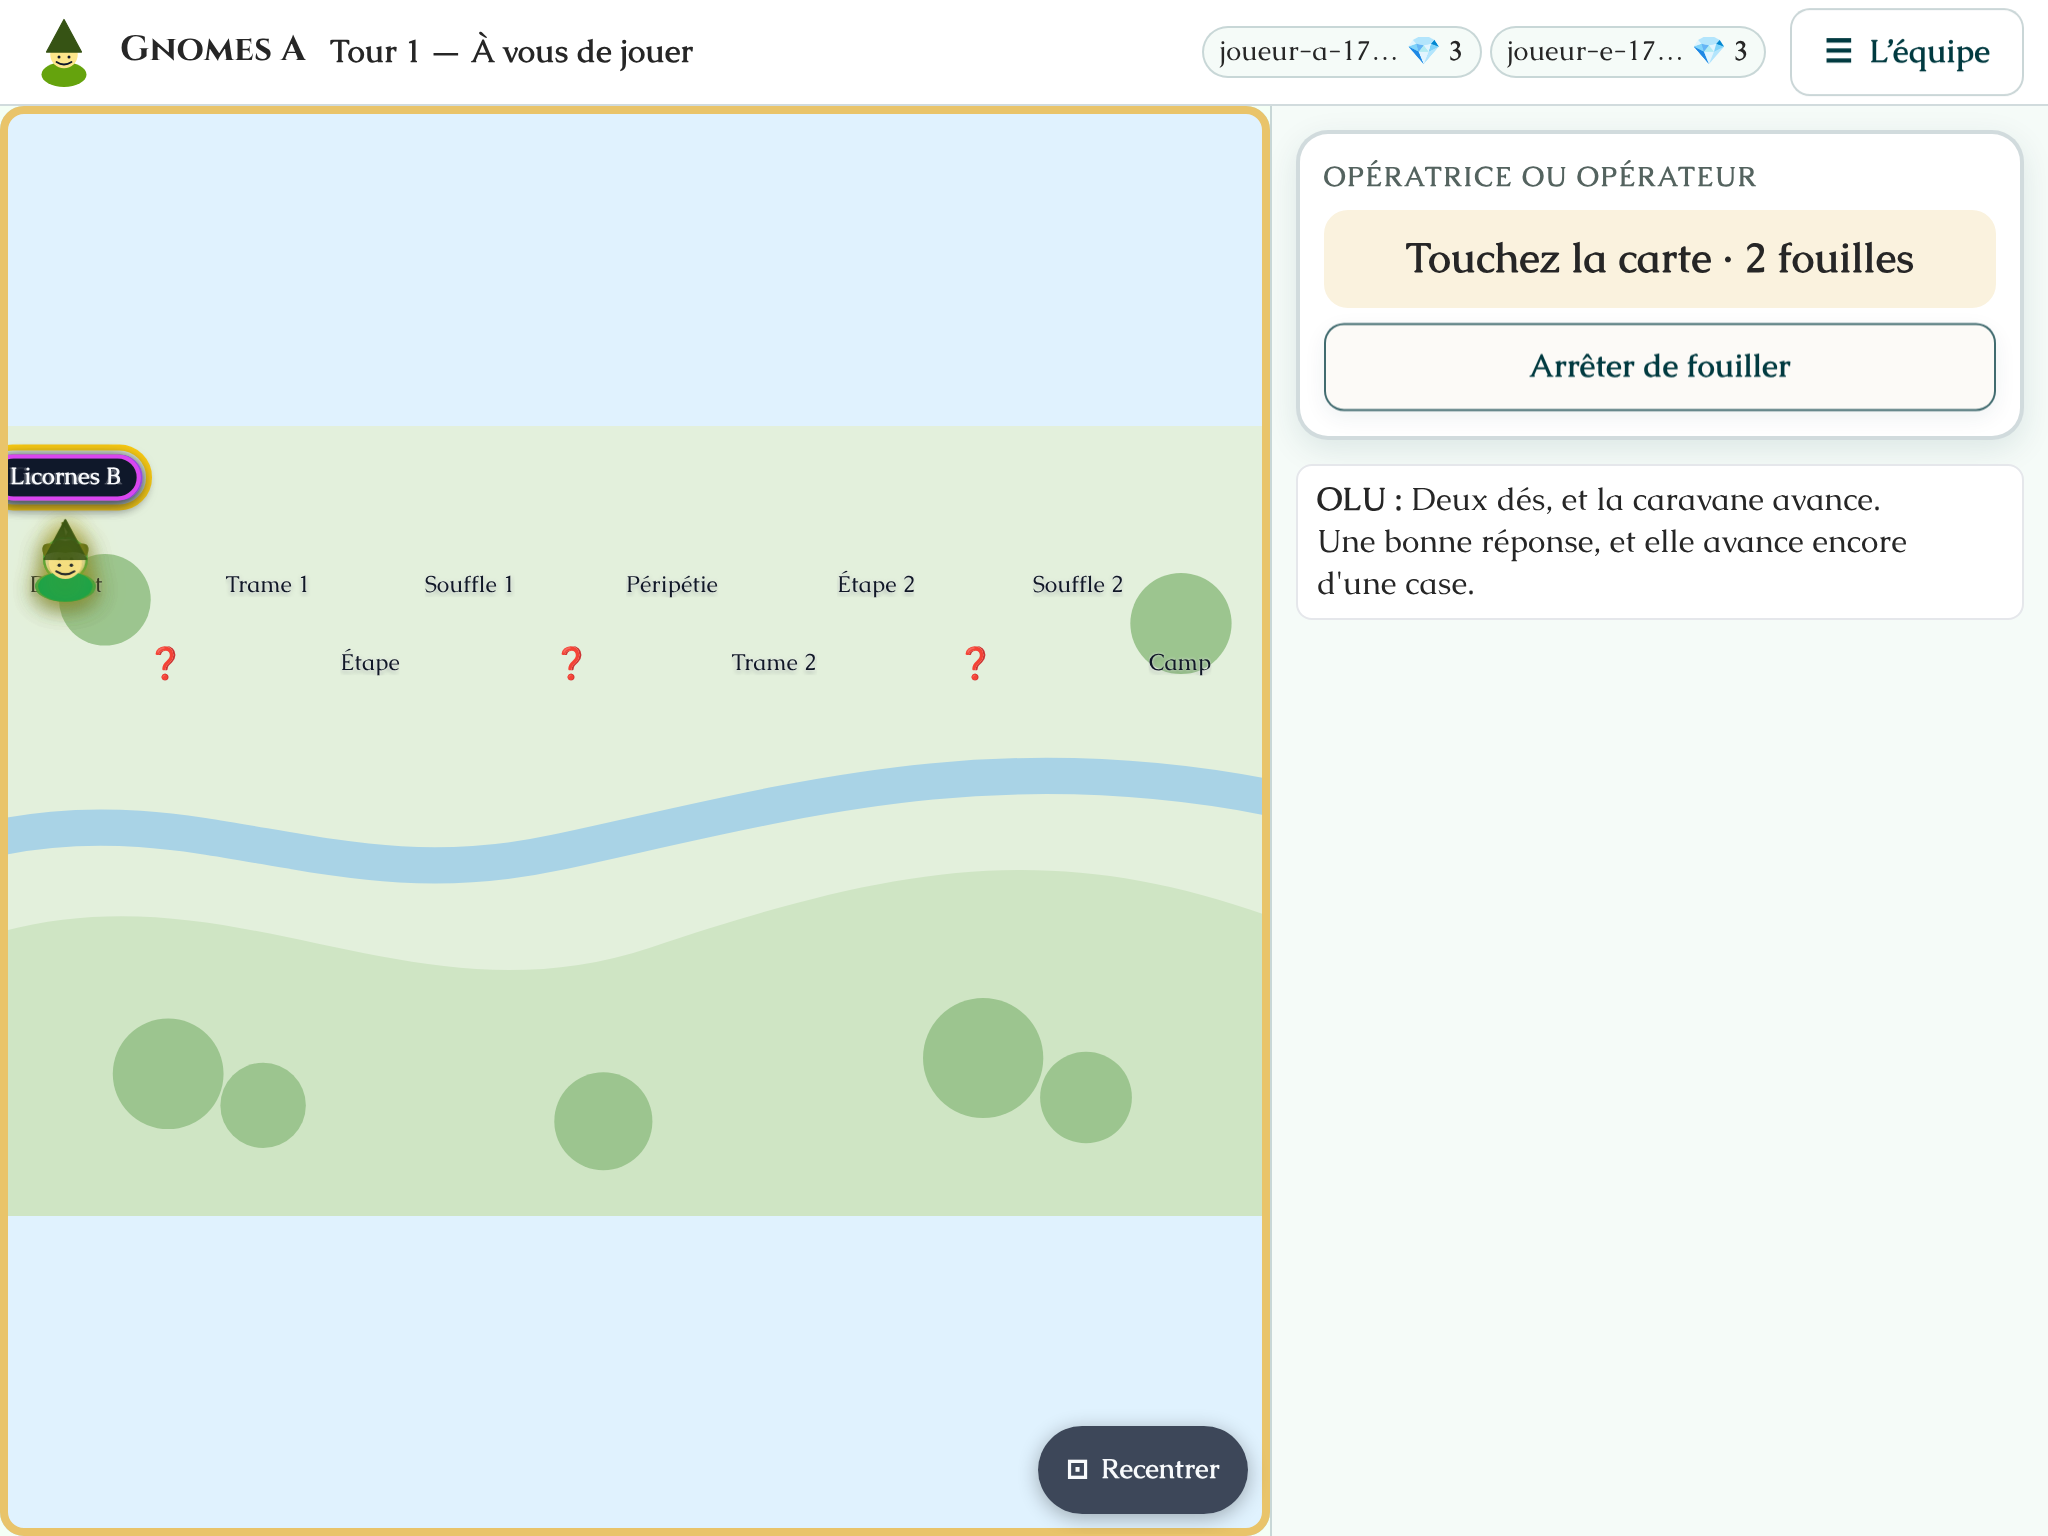 GNOMES A Tour 1 — À vous de jouer
joueur-a-17… 3
joueur-e-17… 3
☰ L’équipe
Licornes B
Trame 1
Souffle 1
Péripétie
Étape 2
Souffle 2
❓
Étape
❓
Trame 2
❓
Camp
Recentrer
OPÉRATRICE OU OPÉRATEUR
Touchez la carte · 2 fouilles
Arrêter de fouiller
OLU : Deux dés, et la caravane avance.
Une bonne réponse, et elle avance encore
d'une case.